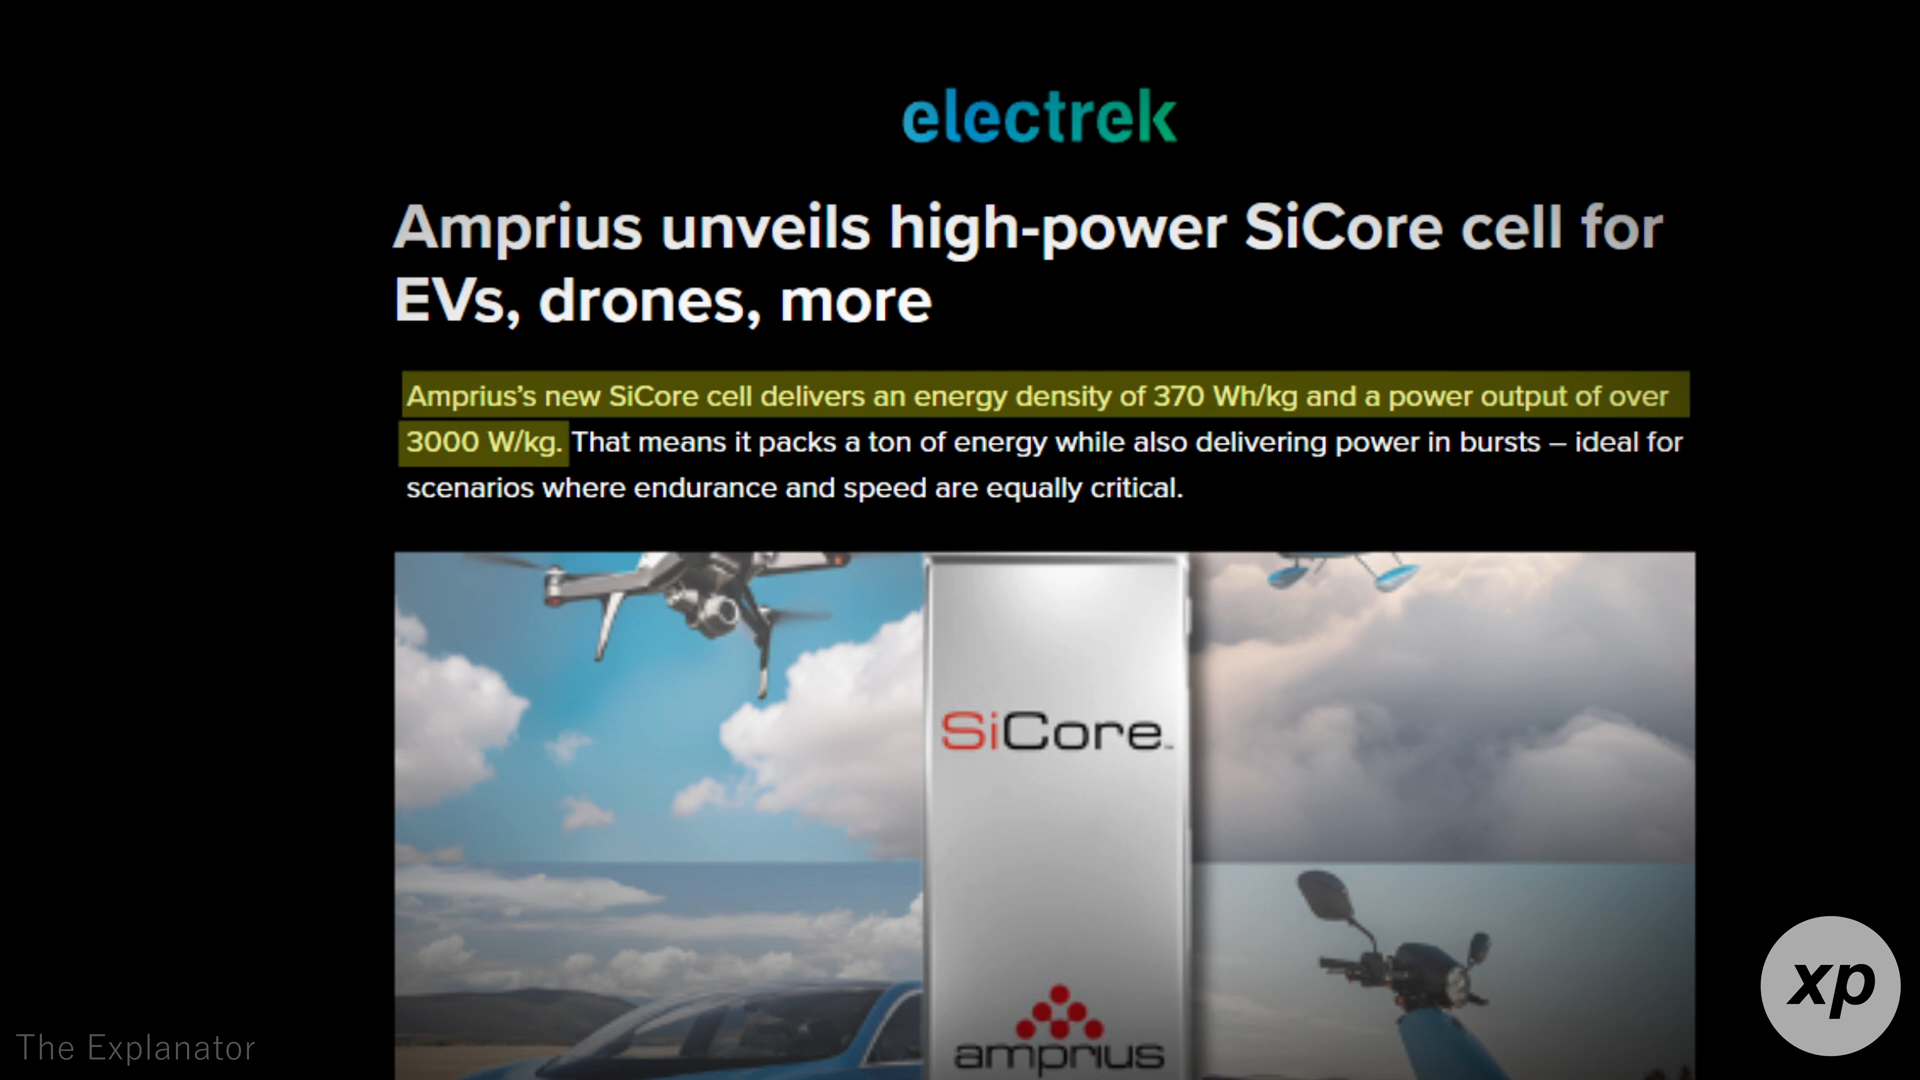 electrek
Amprius unveils high-power SiCore cell for
EVs, drones, more
Amprius’s new SiCore cell delivers an energy density of 370 Wh/kg and a power output of over
3000 W/kg. That means it packs a ton of energy while also delivering power in bursts – ideal for
scenarios where endurance and speed are equally critical.
SiCore™
amprius
xp
The Explanator